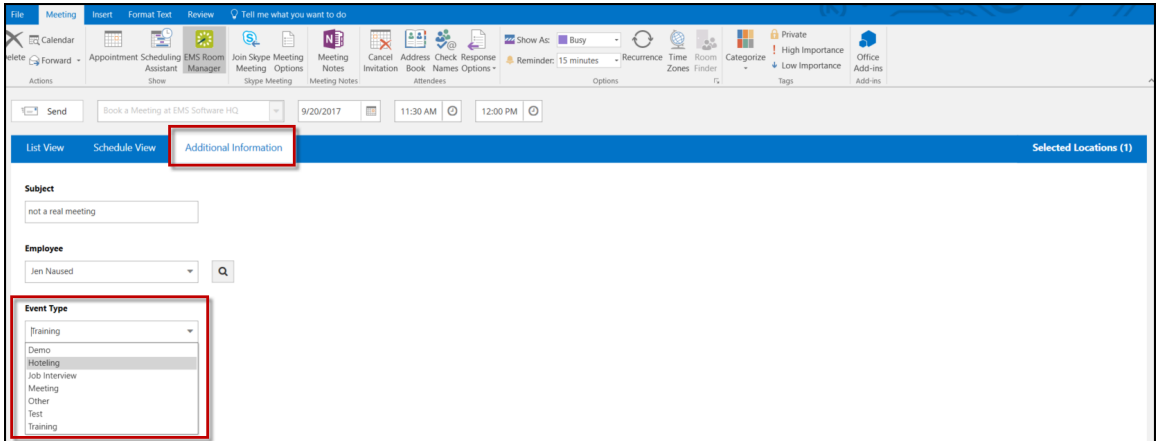 File Meeting Insert Format Text Review Tell me what you want to do
Calendar
elete Forward
Actions
Appointment Scheduling Assistant EMS Room Manager
Show
Join Skype Meeting Meeting Options
Skype Meeting
Meeting Notes
Meeting Notes
Cancel Invitation Address Book Check Names Response Options
Attendees
Show As: Busy
Reminder: 15 minutes
Recurrence Time Zones Room Finder
Options
Categorize
Private
High Importance
Low Importance
Tags
Office Add-ins
Add-ins
Send Book a Meeting at EMS Software HQ 9/20/2017 11:30 AM 12:00 PM
List View Schedule View Additional Information Selected Locations (1)
Subject
not a real meeting
Employee
Jen Naused
Event Type
Training
Demo
Hoteling
Job Interview
Meeting
Other
Test
Training